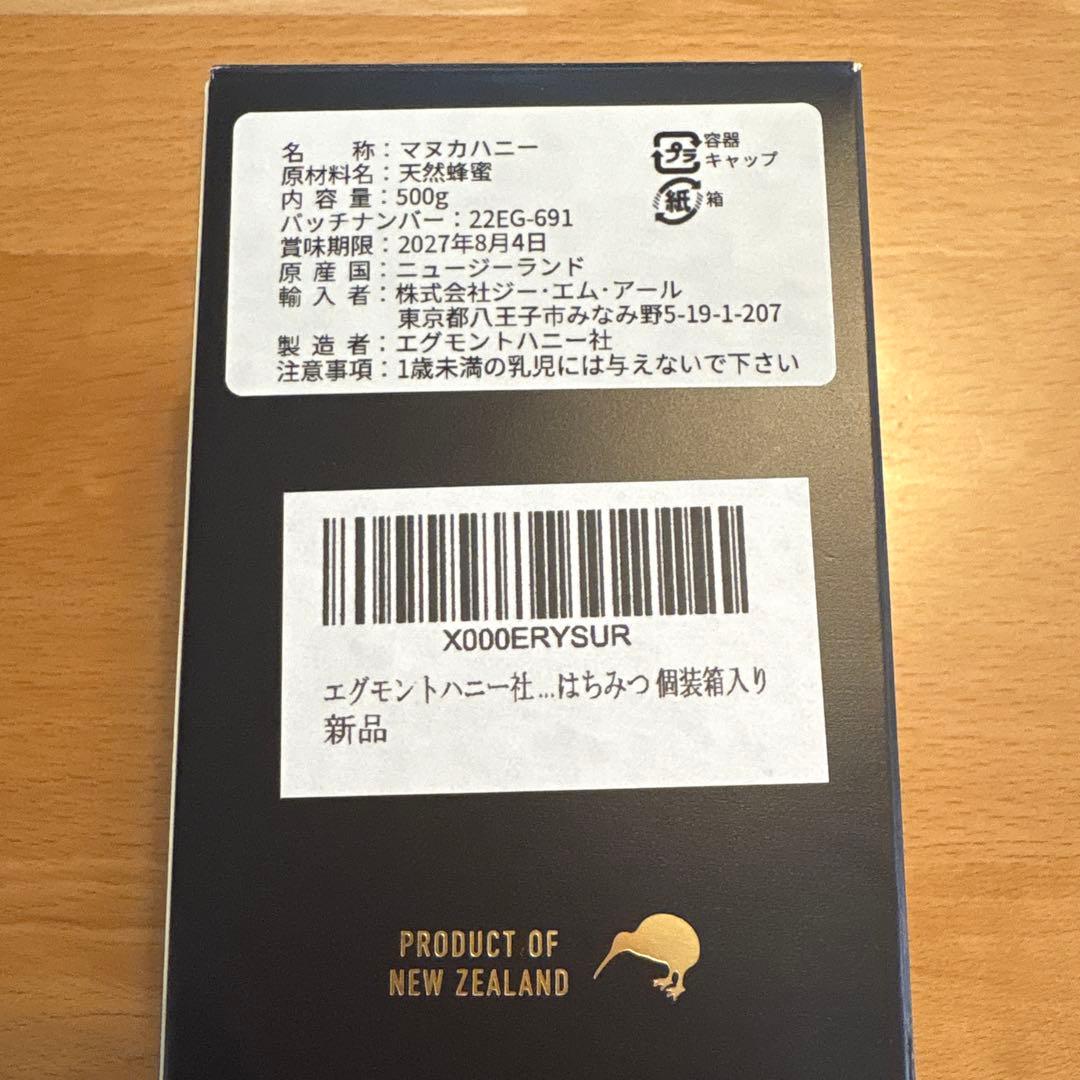 名　　称：マヌカハニー
原材料名：天然蜂蜜
内 容 量：500g
バッチナンバー：22EG-691
賞味期限：2027年8月4日
原 産 国：ニュージーランド
輸 入 者：株式会社ジー・エム・アール
東京都八王子市みなみ野5-19-1-207
製 造 者：エグモントハニー社
注意事項：1歳未満の乳児には与えないで下さい
プラ 容器
キャップ
紙 箱
X000ERYSUR
エグモントハニー社 ...はちみつ 個装箱入り
新品
PRODUCT OF
NEW ZEALAND